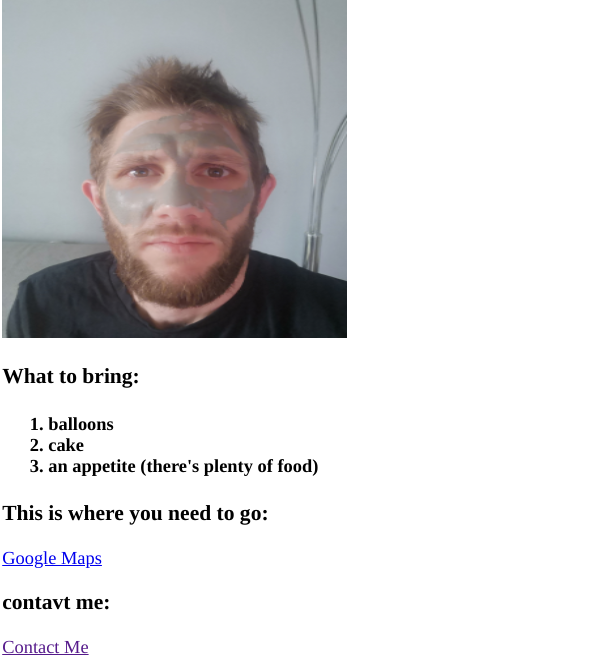 What to bring:
1. balloons
2. cake
3. an appetite (there's plenty of food)
This is where you need to go:
Google Maps
contavt me:
Contact Me